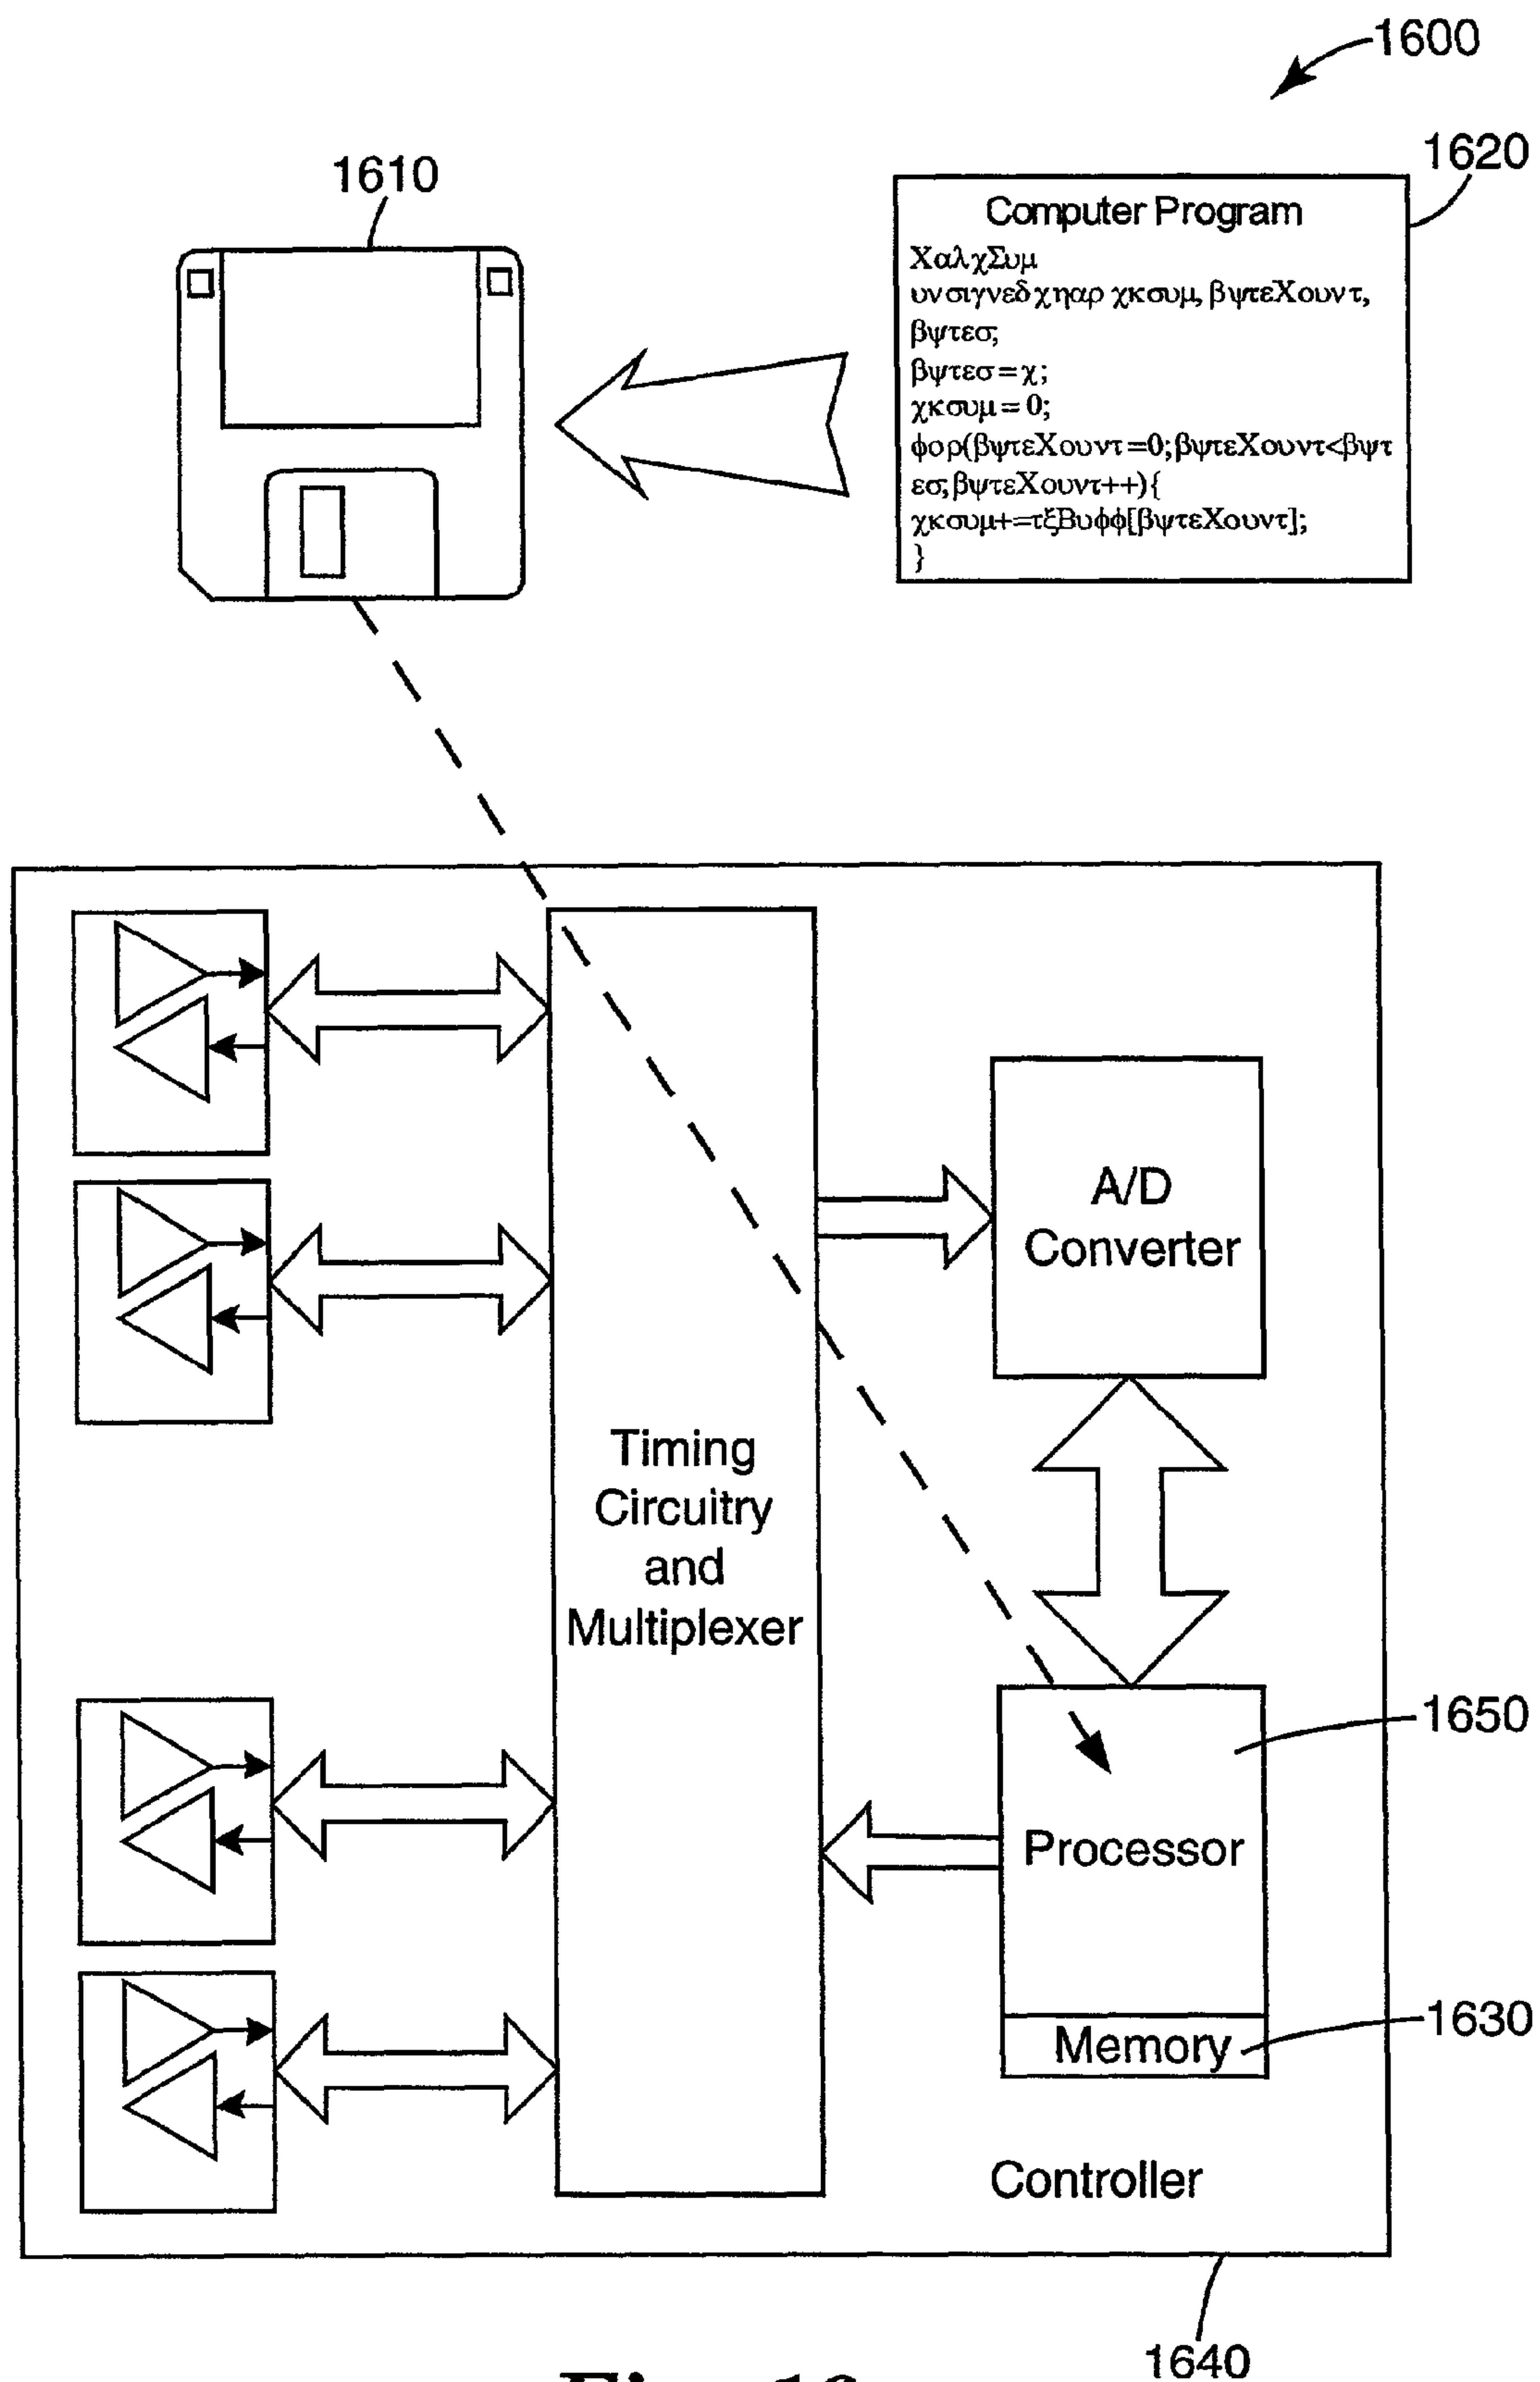 1600
1610
1620
Computer Program
ΧαλχΣυμ
υνσιγνεδ χηαρ χκσυμ, βψτεΧουντ,
βψτεσ;
βψτεσ = χ;
χκσυμ = 0;
φορ(βψτεΧουντ =0;βψτεΧουντ<βψτ
εσ;βψτεΧουντ++){
χκσυμ+=τξΒυφφ[βψτεΧουντ];
}
A/D
Converter
Timing
Circuitry
and
Multiplexer
1650
Processor
1630
Memory
Controller
1640